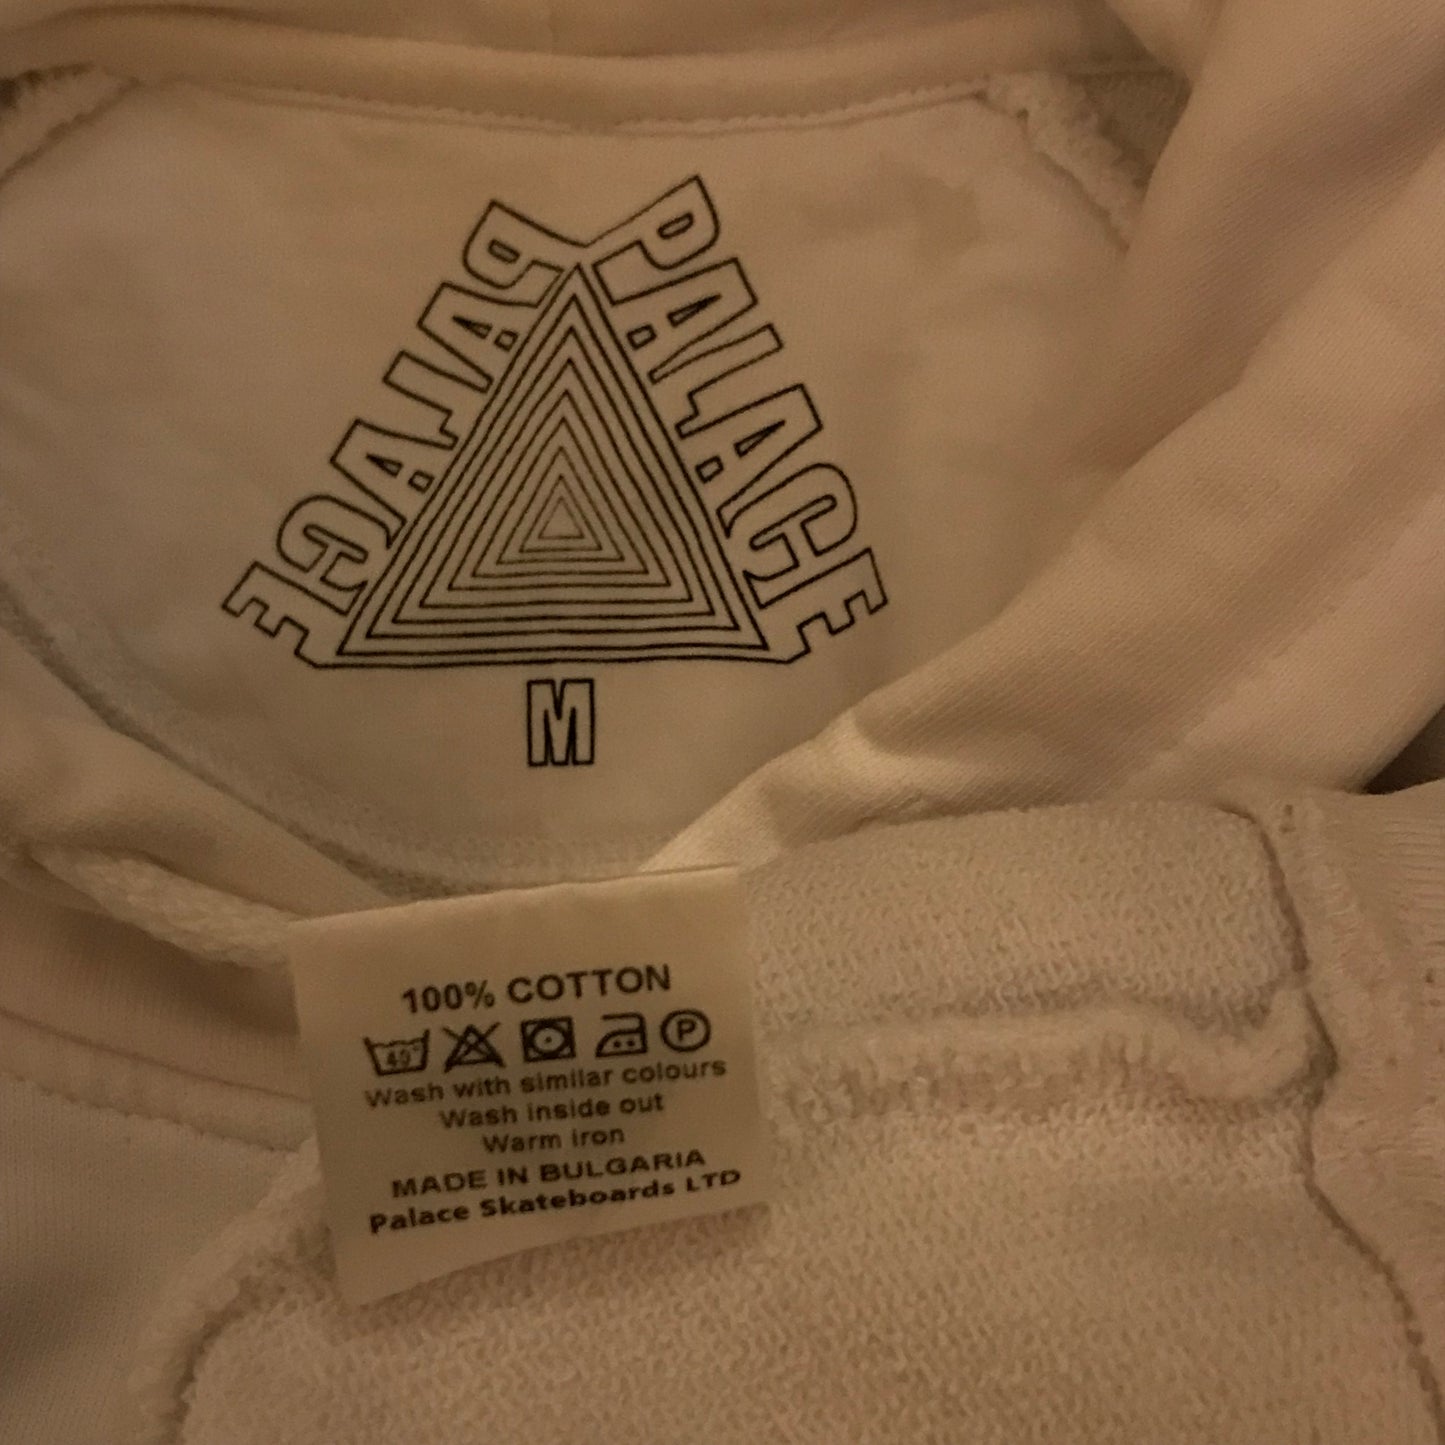 PALACE PALACE
M
100% COTTON
40 P
Wash with similar colours
Wash inside out
Warm iron
MADE IN BULGARIA
Palace Skateboards LTD